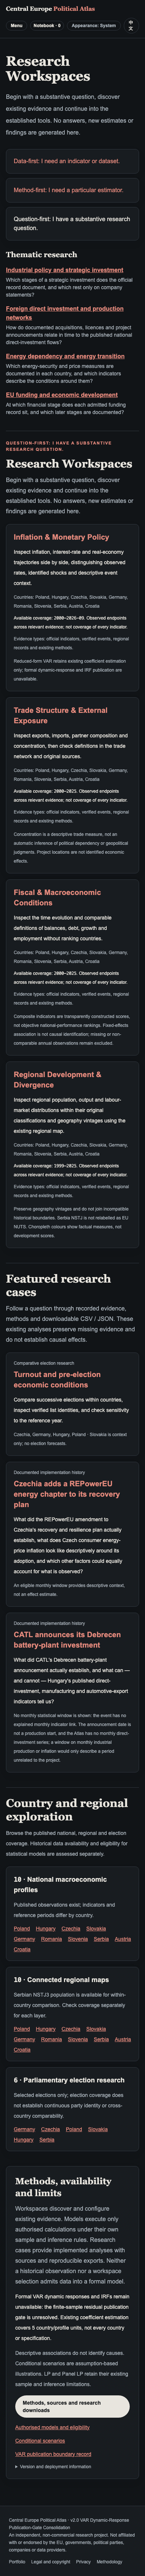 Central Europe Political Atlas
Menu
Notebook · 0
Appearance: System
中
文
Research
Workspaces
Begin with a substantive question, discover
existing evidence and continue into the
established tools. No answers, new estimates or
findings are generated here.
Data-first: I need an indicator or dataset.
Method-first: I need a particular estimator.
Question-first: I have a substantive research
question.
Thematic research
Industrial policy and strategic investment
Which stages of a strategic investment does the official
record document, and which rest only on company
statements?
Foreign direct investment and production
networks
How do documented acquisitions, licences and project
announcements relate in time to the published national
direct-investment flows?
Energy dependency and energy transition
Which energy-security and price measures are
documented in each country, and which indicators
describe the conditions around them?
EU funding and economic development
At which financial stage does each admitted funding
record sit, and which later stages are documented?
QUESTION-FIRST: I HAVE A SUBSTANTIVE
RESEARCH QUESTION.
Research Workspaces
Begin with a substantive question, discover
existing evidence and continue into the
established tools. No answers, new estimates or
findings are generated here.
Inflation & Monetary Policy
Inspect inflation, interest-rate and real-economy
trajectories side by side, distinguishing observed
rates, identified shocks and descriptive event
context.
Countries: Poland, Hungary, Czechia, Slovakia, Germany,
Romania, Slovenia, Serbia, Austria, Croatia
Available coverage: 2000–2026-09. Observed endpoints
across relevant evidence; not coverage of every indicator.
Evidence types: official indicators, verified events, regional
records and existing methods.
Reduced-form VAR retains existing coefficient estimation
only; formal dynamic-response and IRF publication are
unavailable.
Trade Structure & External
Exposure
Inspect exports, imports, partner composition and
concentration, then check definitions in the trade
network and original sources.
Countries: Poland, Hungary, Czechia, Slovakia, Germany,
Romania, Slovenia, Serbia, Austria, Croatia
Available coverage: 2000–2025. Observed endpoints
across relevant evidence; not coverage of every indicator.
Evidence types: official indicators, verified events, regional
records and existing methods.
Concentration is a descriptive trade measure, not an
automatic inference of political dependency or geopolitical
judgments. Project locations are not identified economic
effects.
Fiscal & Macroeconomic
Conditions
Inspect the time evolution and comparable
definitions of balances, debt, growth and
employment without ranking countries.
Countries: Poland, Hungary, Czechia, Slovakia, Germany,
Romania, Slovenia, Serbia, Austria, Croatia
Available coverage: 2000–2025. Observed endpoints
across relevant evidence; not coverage of every indicator.
Evidence types: official indicators, verified events, regional
records and existing methods.
Composite indicators are transparently constructed scores,
not objective national-performance rankings. Fixed-effects
association is not causal identification; missing or non-
comparable annual observations remain excluded.
Regional Development &
Divergence
Inspect regional population, output and labour-
market distributions within their original
classifications and geography vintages using the
existing regional map.
Countries: Poland, Hungary, Czechia, Slovakia, Germany,
Romania, Slovenia, Serbia, Austria, Croatia
Available coverage: 1999–2025. Observed endpoints
across relevant evidence; not coverage of every indicator.
Evidence types: official indicators, verified events, regional
records and existing methods.
Preserve geography vintages and do not join incompatible
historical boundaries. Serbia NSTJ is not relabelled as EU
NUTS. Choropleth colours show factual measures, not
development scores.
Featured research
cases
Follow a question through recorded evidence,
methods and downloadable CSV / JSON. These
existing analyses preserve missing evidence and
do not establish causal effects.
Comparative election research
Turnout and pre-election
economic conditions
Compare successive elections within countries,
inspect verified list identities, and check sensitivity
to the reference year.
Czechia, Germany, Hungary, Poland · Slovakia is context
only; no election forecasts.
Documented implementation history
Czechia adds a REPowerEU
energy chapter to its recovery
plan
What did the REPowerEU amendment to
Czechia's recovery and resilience plan actually
establish, what does Czech consumer energy-
price inflation look like descriptively around its
adoption, and which other factors could equally
account for what is observed?
An eligible monthly window provides descriptive context,
not an effect estimate.
Documented implementation history
CATL announces its Debrecen
battery-plant investment
What did CATL's Debrecen battery-plant
announcement actually establish, and what can —
and cannot — Hungary's published direct-
investment, manufacturing and automotive-export
indicators tell us?
No monthly statistical window is shown: the event has no
explained monthly indicator link. The announcement date is
not a production start, and the Atlas has no monthly direct-
investment series; a window on monthly industrial
production or inflation would only describe a period
unrelated to the project.
Country and regional
exploration
Browse the published national, regional and election
coverage. Historical data availability and eligibility for
statistical models are assessed separately.
10 · National macroeconomic
profiles
Published observations exist; indicators and
reference periods differ by country.
Poland Hungary Czechia Slovakia
Germany Romania Slovenia Serbia Austria
Croatia
10 · Connected regional maps
Serbian NSTJ3 population is available for within-
country comparison. Check coverage separately
for each layer.
Poland Hungary Czechia Slovakia
Germany Romania Slovenia Serbia Austria
Croatia
6 · Parliamentary election research
Selected elections only; election coverage does
not establish continuous party identity or cross-
country comparability.
Germany Czechia Poland Slovakia
Hungary Serbia
Methods, availability
and limits
Workspaces discover and configure
existing evidence. Models execute only
authorised calculations under their own
sample and inference rules. Research
cases provide implemented analyses with
sources and reproducible exports. Neither
a historical observation nor a workspace
selection admits data into a formal model.
Formal VAR dynamic responses and IRFs remain
unavailable: the finite-sample residual publication
gate is unresolved. Existing coefficient estimation
covers 5 country/profile units, not every country
or specification.
Descriptive associations do not identify causes.
Conditional scenarios are assumption-based
illustrations. LP and Panel LP retain their existing
sample and inference limitations.
Methods, sources and research
downloads
Authorised models and eligibility
Conditional scenarios
VAR publication boundary record
▸ Version and deployment information
Central Europe Political Atlas · v2.0 VAR Dynamic-Response
Publication-Gate Consolidation
An independent, non-commercial research project. Not affiliated
with or endorsed by the EU, governments, political parties,
companies or data providers.
Portfolio Legal and copyright Privacy Methodology